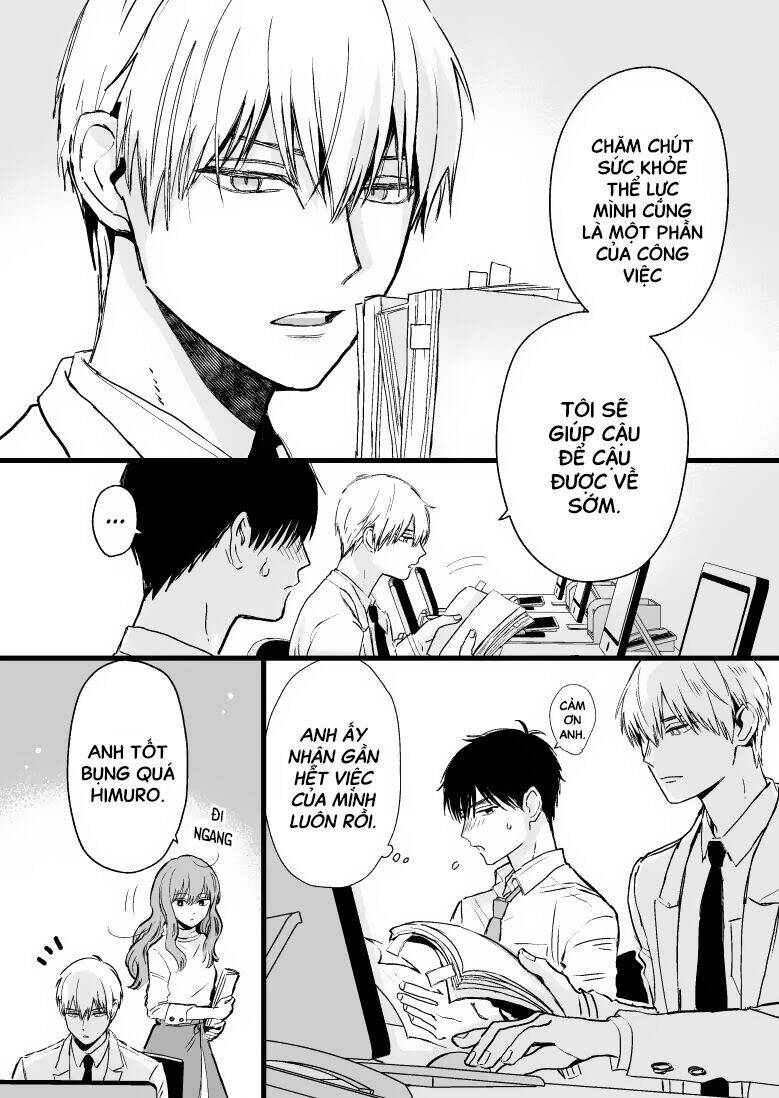 CHĂM CHÚT
SỨC KHỎE
THỂ LỰC
MÌNH CŨNG
LÀ MỘT PHẦN
CỦA CÔNG
VIỆC
TÔI SẼ
GIÚP CẬU
ĐỂ CẬU
ĐƯỢC VỀ
SỚM.
...
ANH TỐT
BỤNG QUÁ
HIMURO.
ĐI
NGANG
CẢM
ƠN
ANH.
ANH ẤY
NHẬN GẦN
HẾT VIỆC
CỦA MÌNH
LUÔN RỒI.